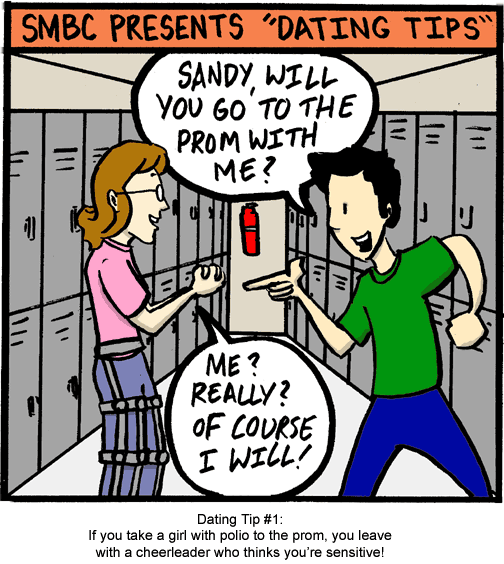 SMBC PRESENTS "DATING TIPS"
SANDY, WILL
YOU GO TO THE
PROM WITH
ME?
ME?
REALLY?
OF COURSE
I WILL!
Dating Tip #1:
If you take a girl with polio to the prom, you leave
with a cheerleader who thinks you're sensitive!